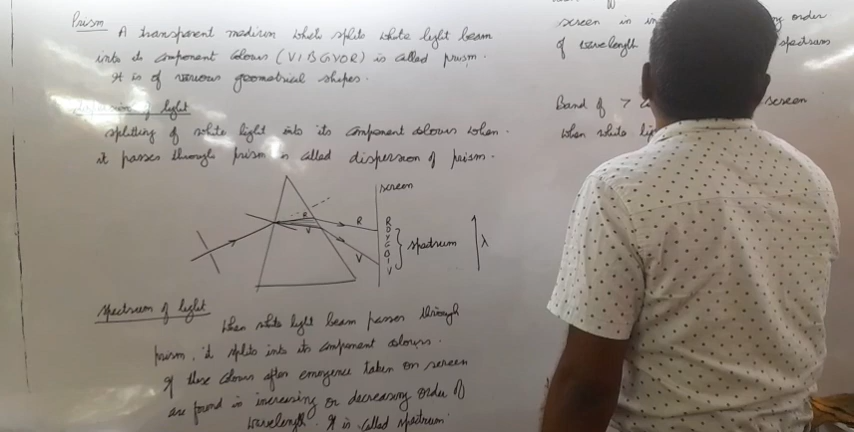 Prism
A transparent medium which splits white light beam
into its component colours (VIBGYOR) is called prism.
It is of various geometrical shapes.
of light
splitting of white light into its component colours when
it passes through prism is called dispersion of prism.
screen
R
V
R
V
R
O
Y
G
B
I
V
spectrum
λ
Spectrum of light
When white light beam passes through
prism, it splits into its component colours.
If these colours after emergence taken on screen
are found in increasing or decreasing order of
wavelength. It is called spectrum
screen in in
order
of wavelength
spectrum
Band of 7
screen
when white